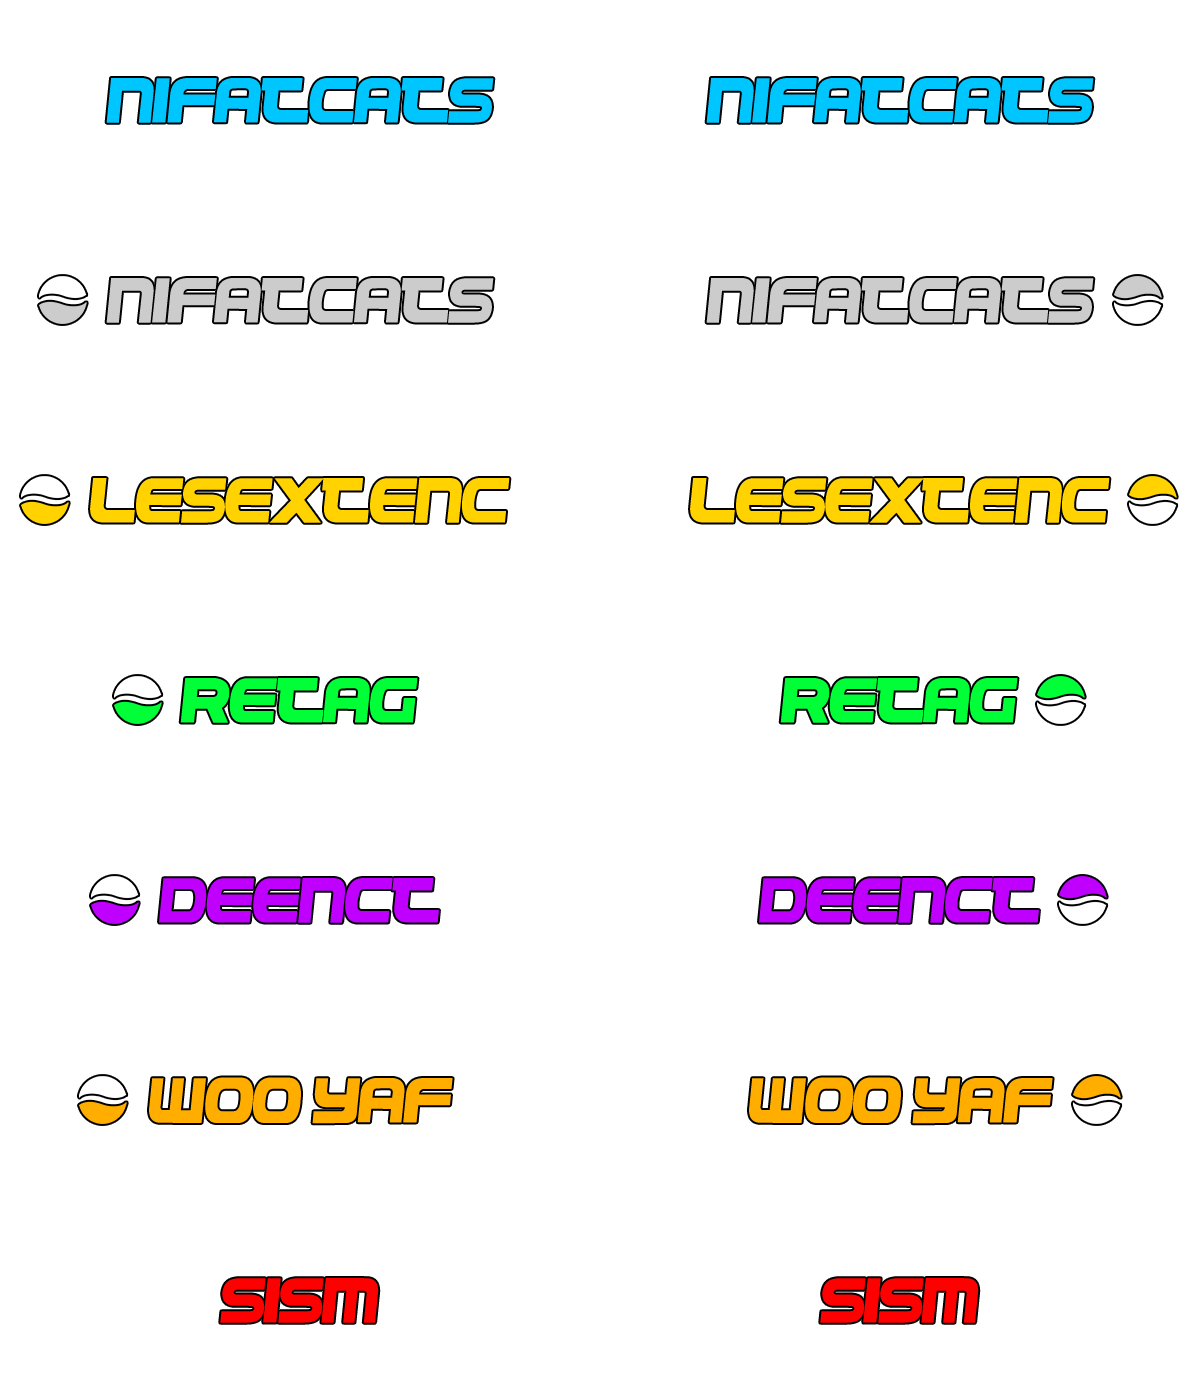 NIFATCATS NIFATCATS
NIFATCATS NIFATCATS
LESEXTENC LESEXTENC
RETAG RETAG
DEENCT DEENCT
WOO YAF WOO YAF
SISM SISM